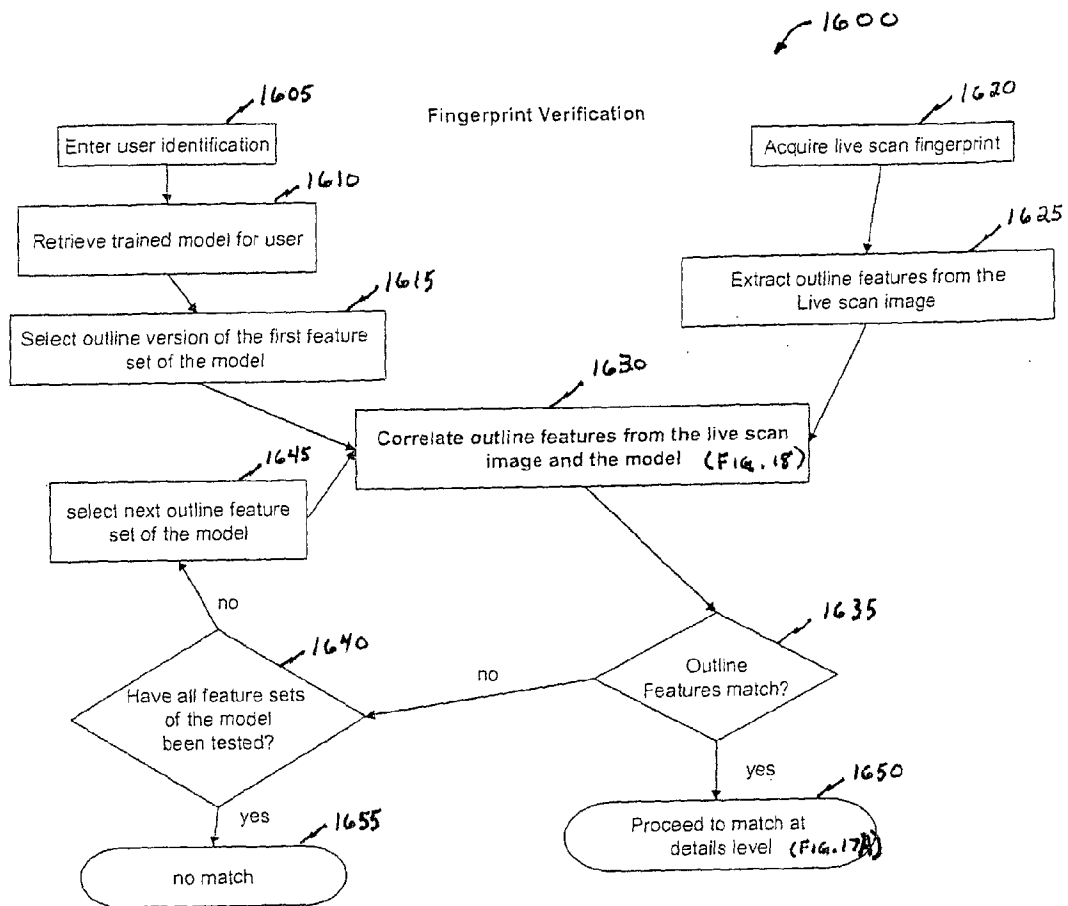 1600
Fingerprint Verification
1605
Enter user identification
1610
Retrieve trained model for user
1615
Select outline version of the first feature
set of the model
1620
Acquire live scan fingerprint
1625
Extract outline features from the
Live scan image
1630
Correlate outline features from the live scan
image and the model (FIG. 18)
1645
select next outline feature
set of the model
no
1640
Have all feature sets
of the model
been tested?
no
1635
Outline
Features match?
yes
1655
no match
yes
1650
Proceed to match at
details level (FIG. 17A)